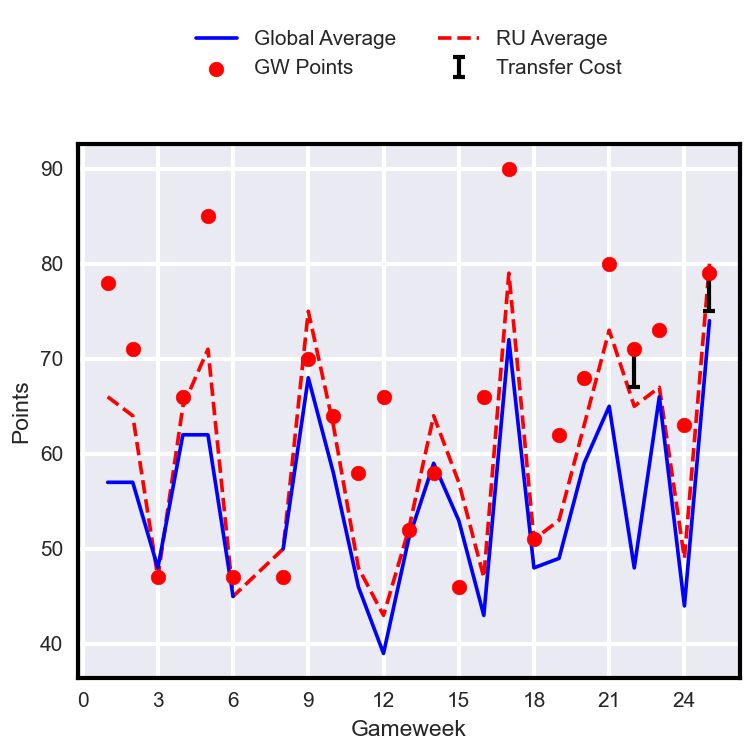 Global Average
RU Average
GW Points
Transfer Cost
90
80
70
60
50
40
Points
0 3 6 9 12 15 18 21 24
Gameweek